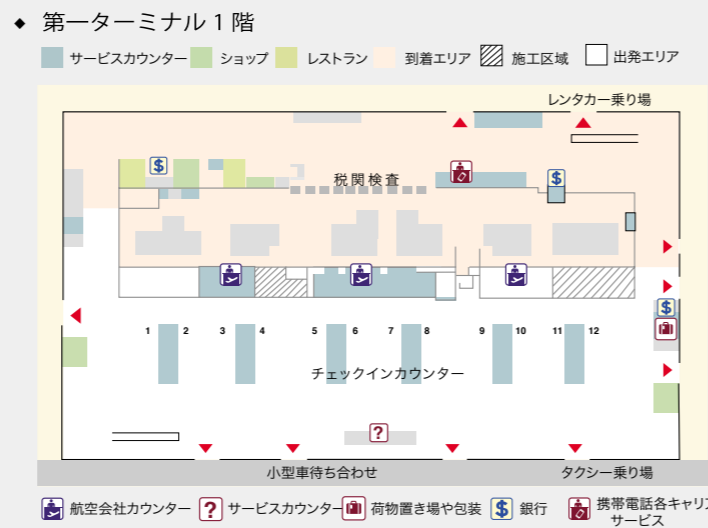 ◆ 第一ターミナル 1 階
サービスカウンター ショップ レストラン 到着エリア 施工区域 出発エリア
レンタカー乗り場
$
税関検査
$
$
1 2 3 4 5 6 7 8 9 10 11 12
チェックインカウンター
?
小型車待ち合わせ タクシー乗り場
航空会社カウンター ? サービスカウンター 荷物置き場や包装 $ 銀行 携帯電話各キャリア
サービス